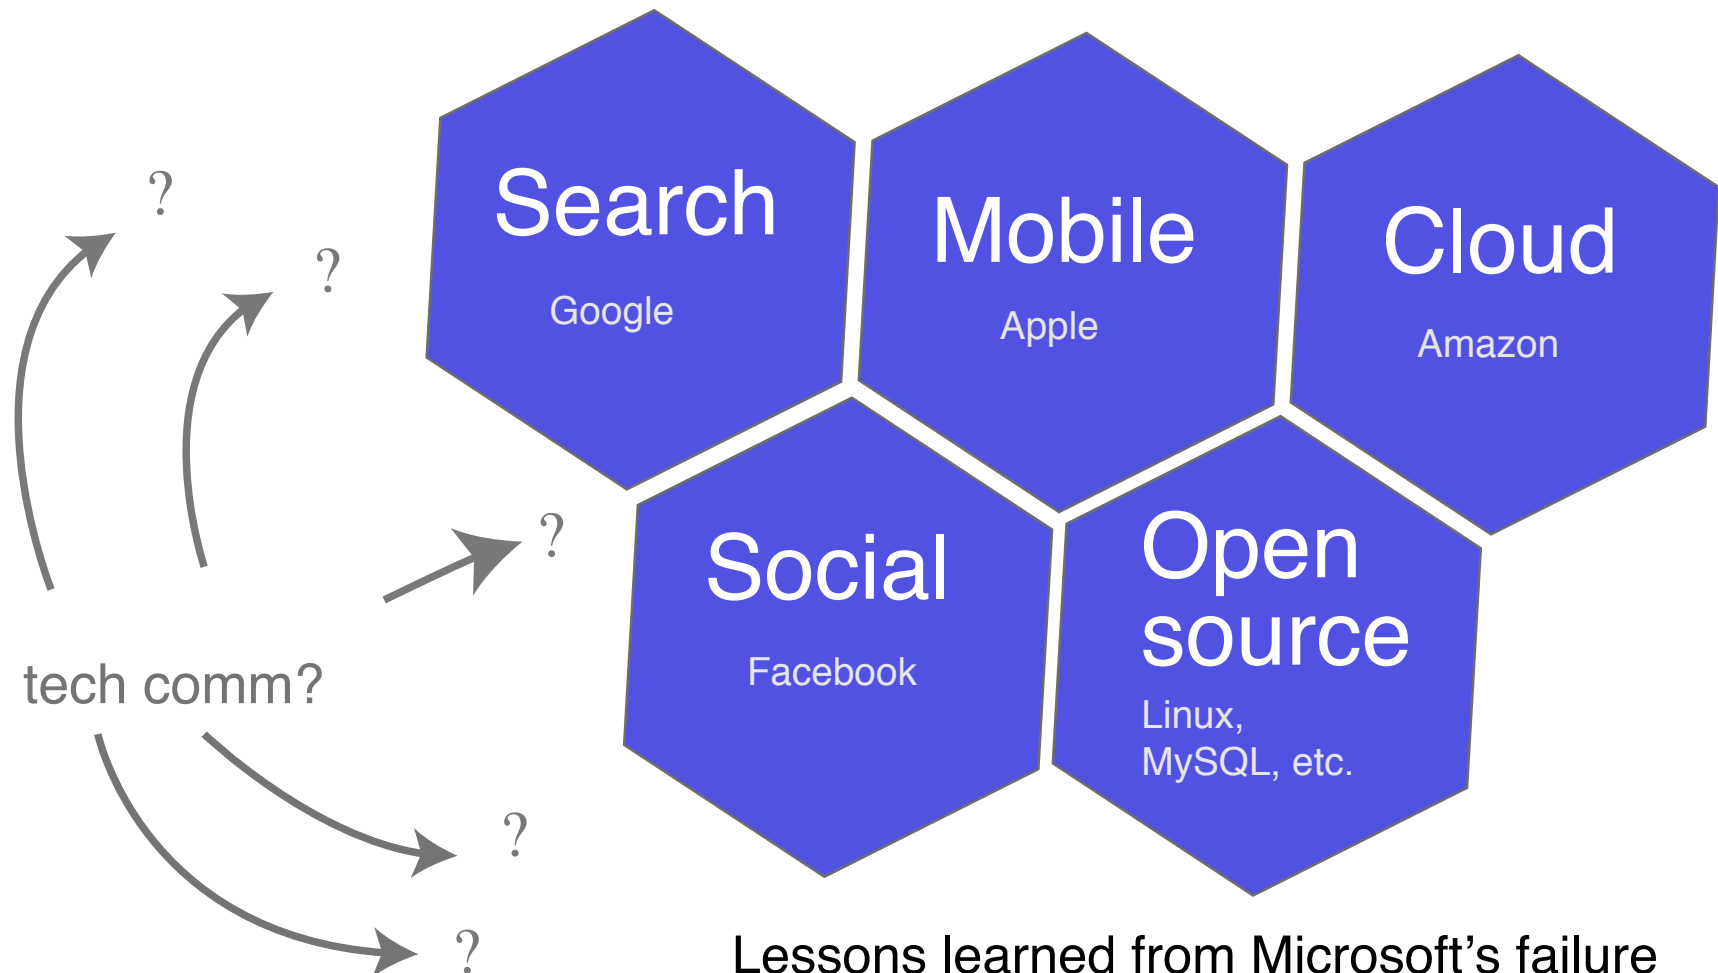 Search
Google
Mobile
Apple
Cloud
Amazon
Social
Facebook
Open
source
Linux,
MySQL, etc.
?
?
?
tech comm?
?
?
Lessons learned from Microsoft’s failure